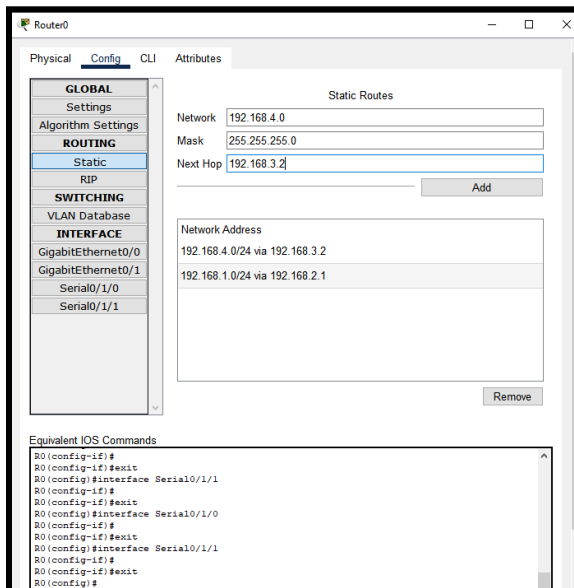 Router0
Physical Config CLI Attributes
GLOBAL
Settings
Algorithm Settings
ROUTING
Static
RIP
SWITCHING
VLAN Database
INTERFACE
GigabitEthernet0/0
GigabitEthernet0/1
Serial0/1/0
Serial0/1/1
Static Routes
Network 192.168.4.0
Mask 255.255.255.0
Next Hop 192.168.3.2
Add
Network Address
192.168.4.0/24 via 192.168.3.2
192.168.1.0/24 via 192.168.2.1
Remove
Equivalent IOS Commands
R0(config-if)#
R0(config-if)#exit
R0(config)#interface Serial0/1/1
R0(config-if)#
R0(config-if)#exit
R0(config)#interface Serial0/1/0
R0(config-if)#
R0(config-if)#exit
R0(config)#interface Serial0/1/1
R0(config-if)#
R0(config-if)#exit
R0(config)#